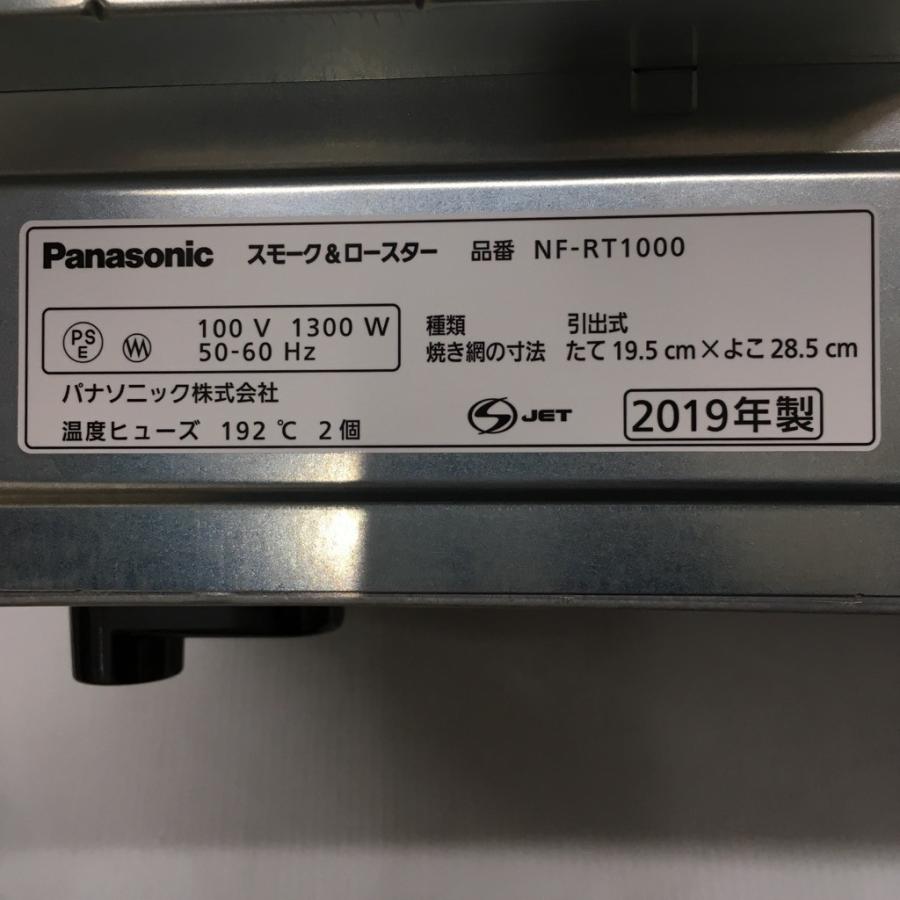 Panasonic スモーク&ロースター 品番 NF-RT1000
PS E 100 V 1300 W
50-60 Hz
種類 引出式
焼き網の寸法 たて 19.5 cm×よこ 28.5 cm
パナソニック株式会社
温度ヒューズ 192 ℃ 2個
S JET 2019年製